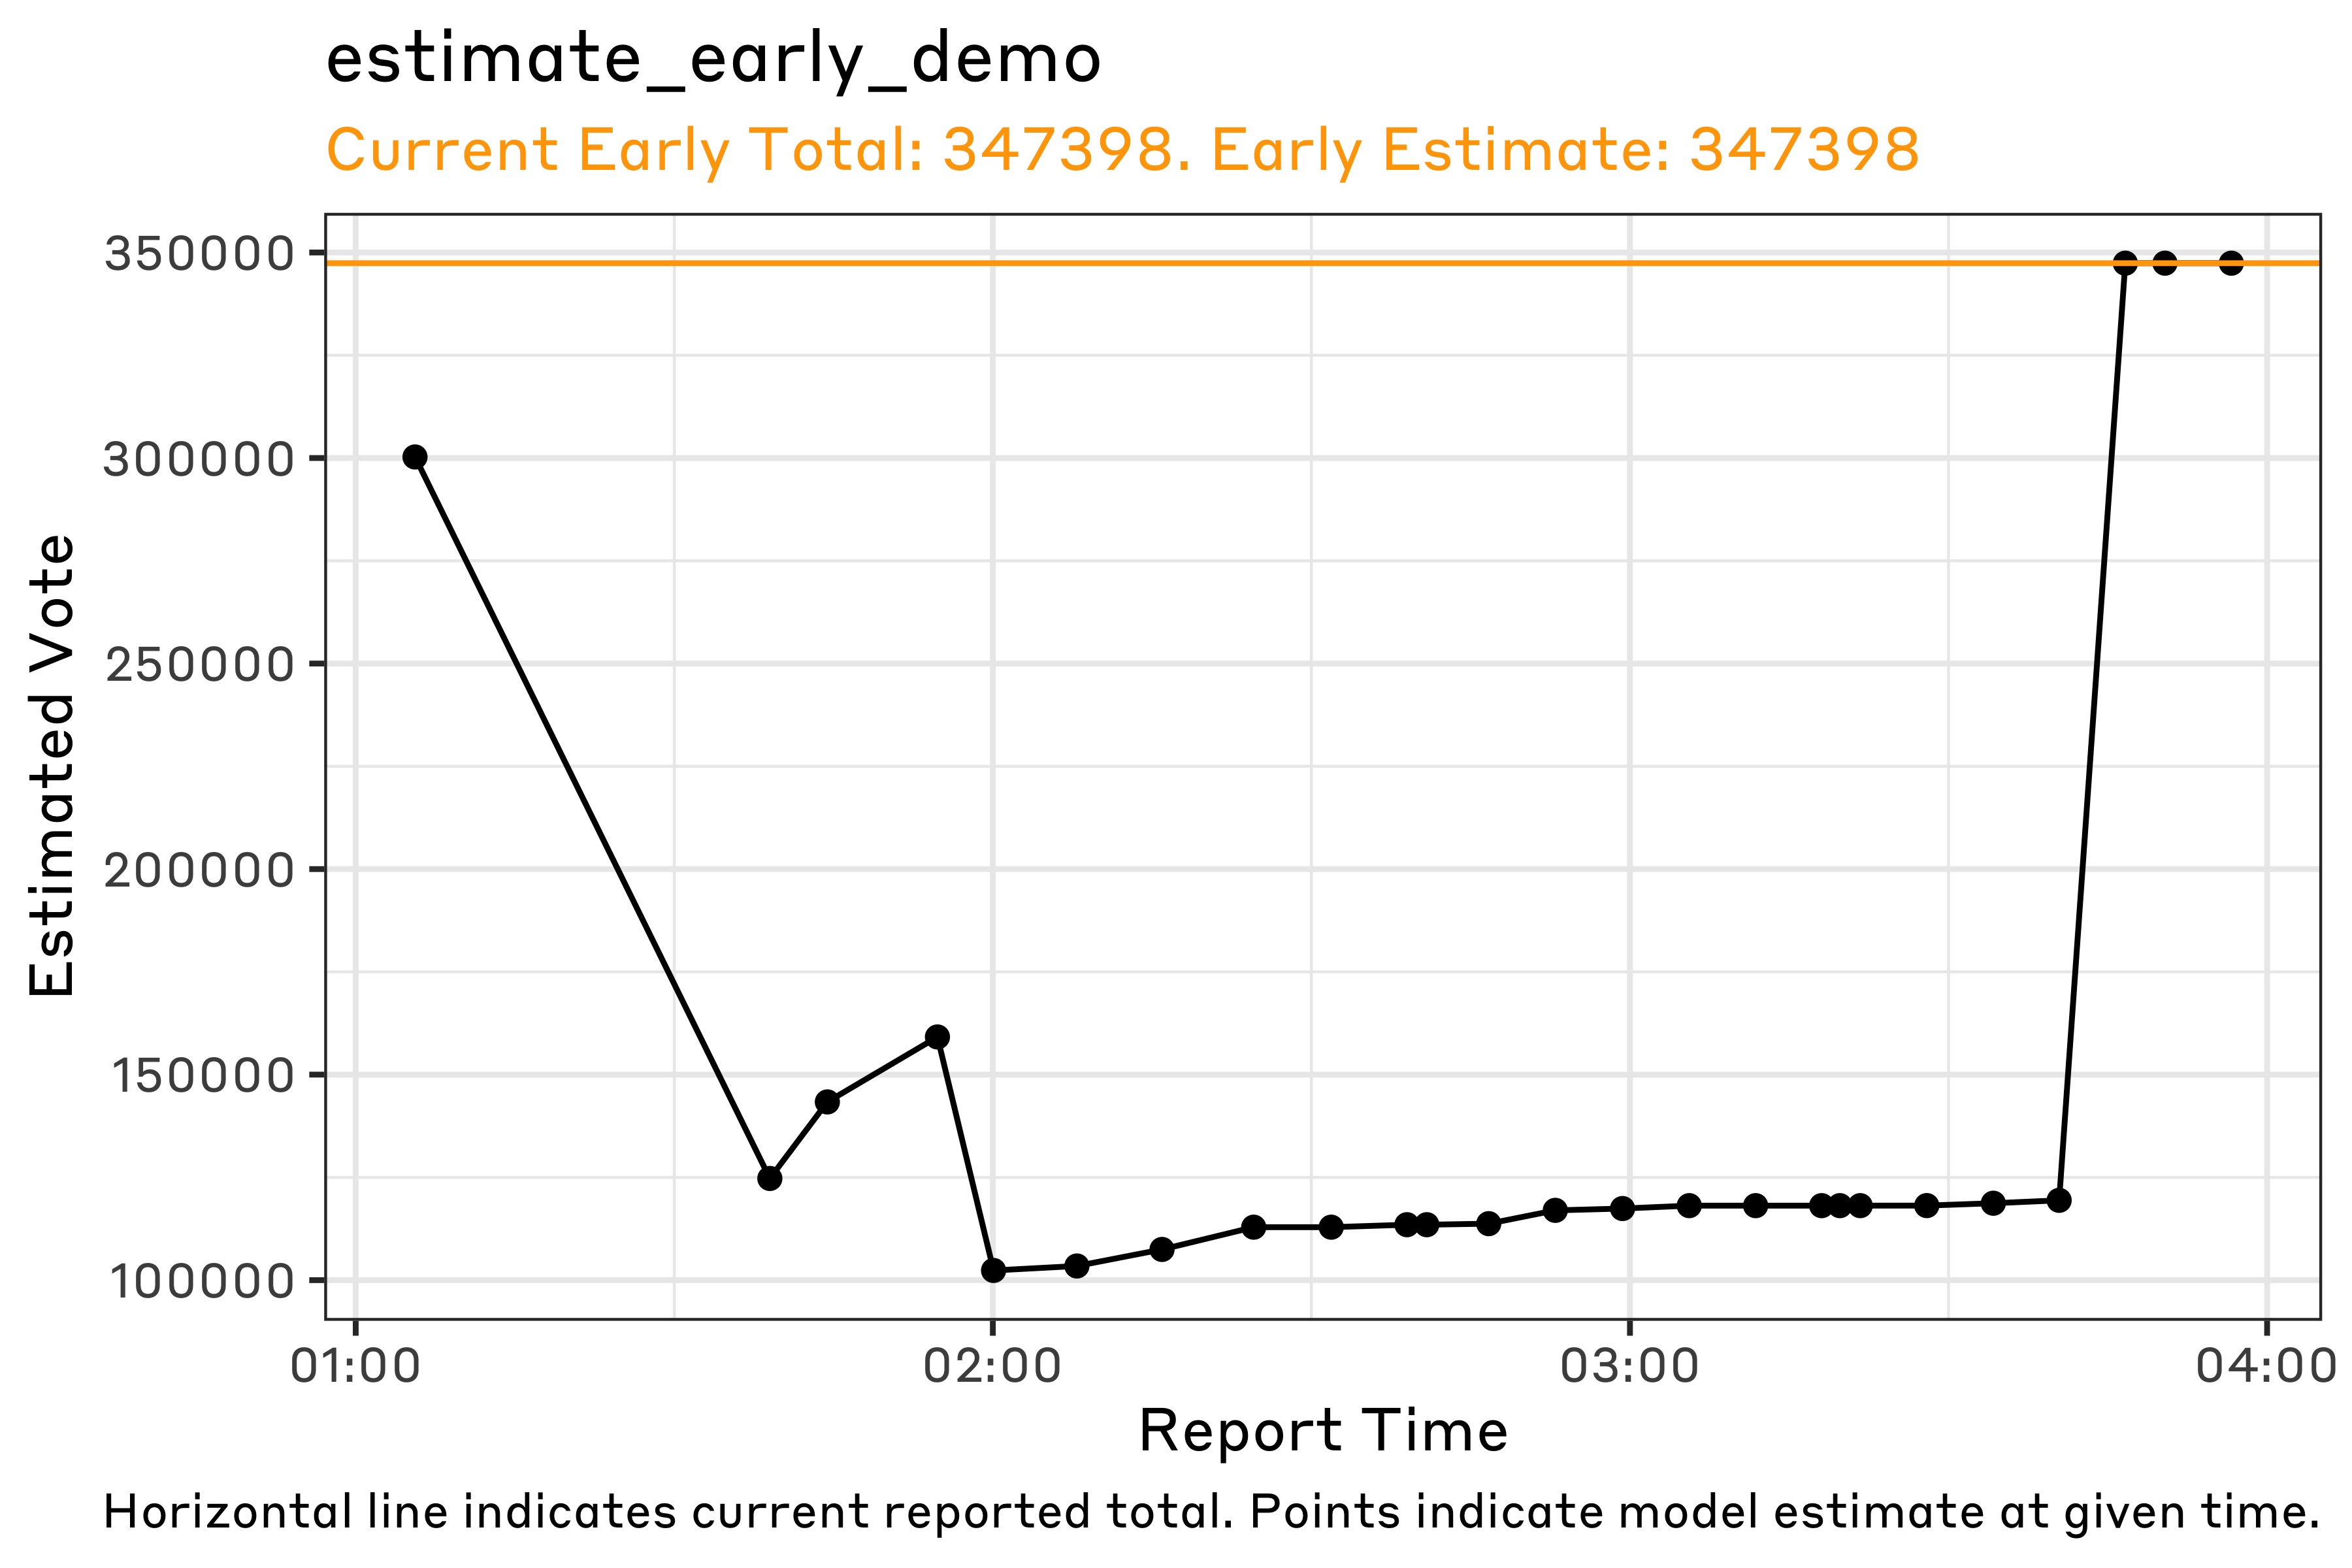 estimate_early_demo
Current Early Total: 347398. Early Estimate: 347398
Estimated Vote
350000
300000
250000
200000
150000
100000
01:00
02:00
03:00
04:00
Report Time
Horizontal line indicates current reported total. Points indicate model estimate at given time.